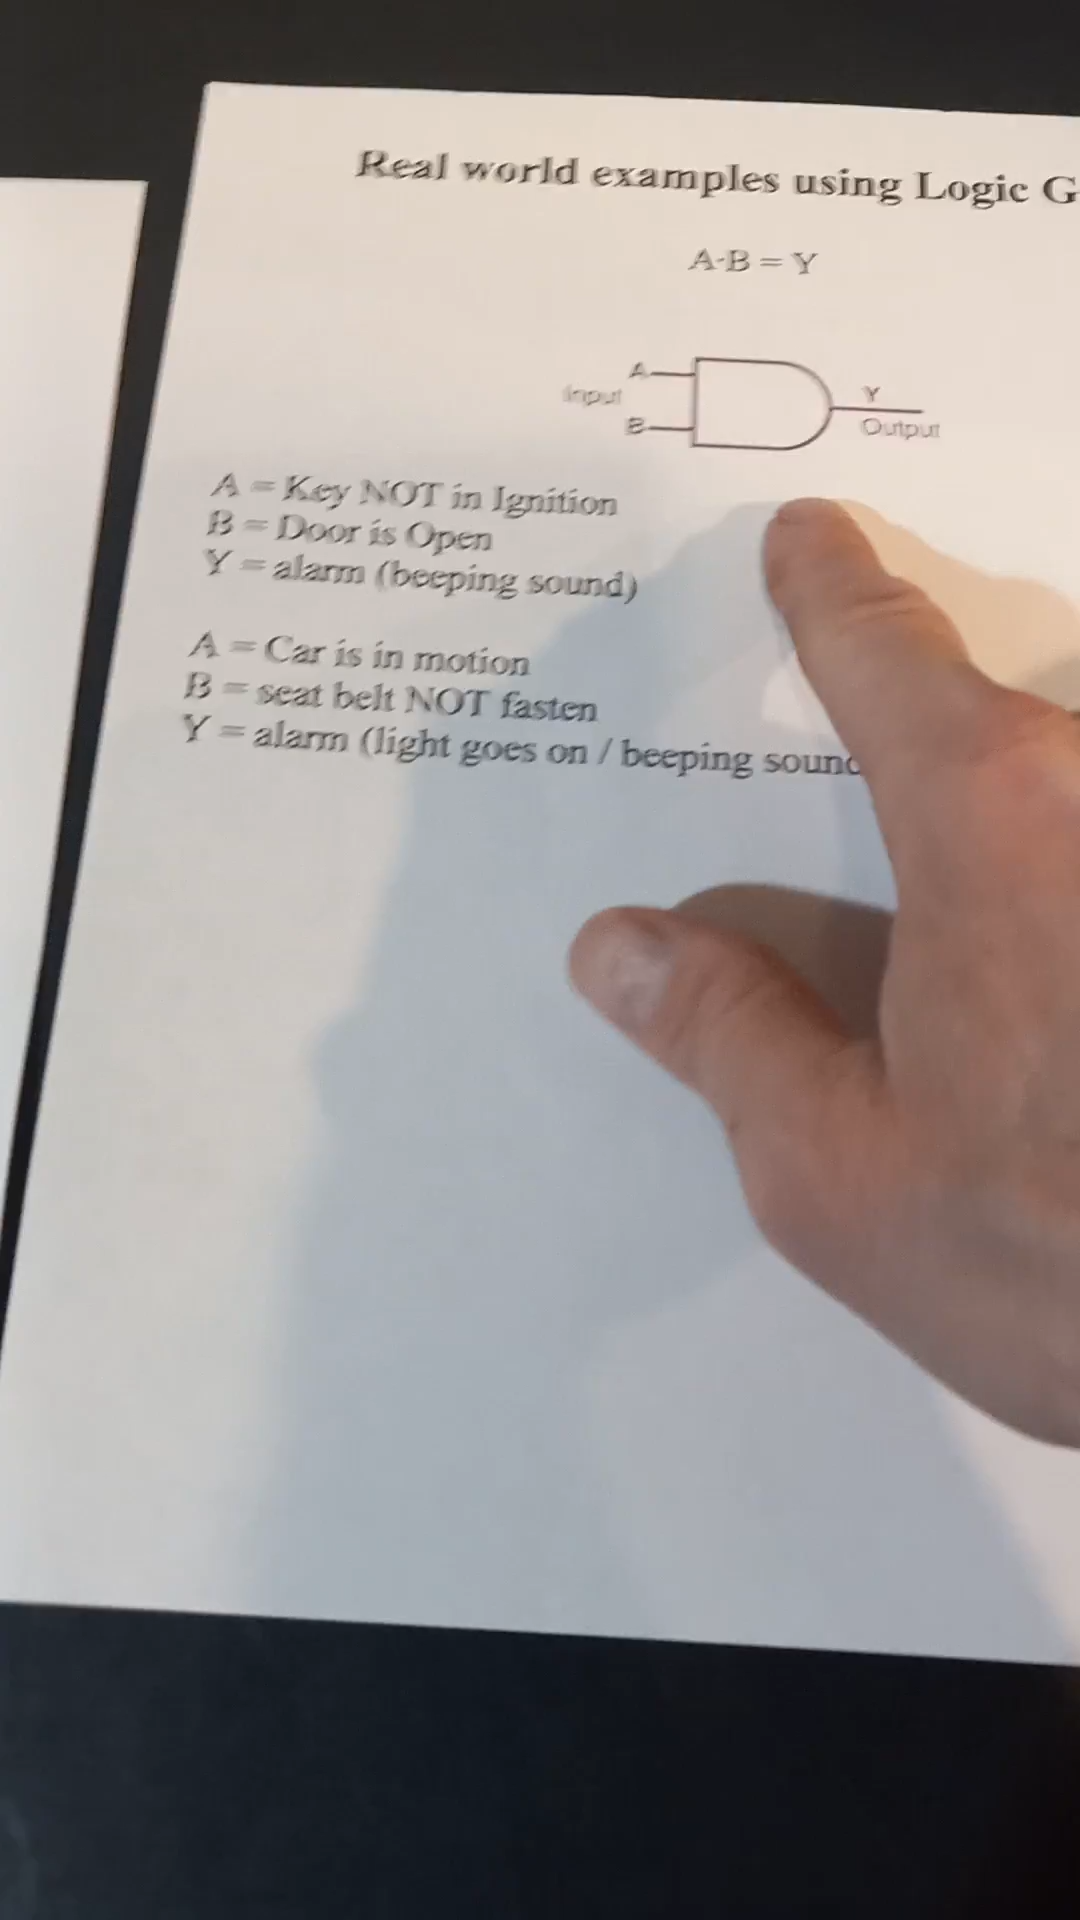 Real world examples using Logic G
A·B = Y
A
Input
B
Y
Output
A = Key NOT in Ignition
B = Door is Open
Y = alarm (beeping sound)
A = Car is in motion
B = seat belt NOT fasten
Y = alarm (light goes on / beeping sound